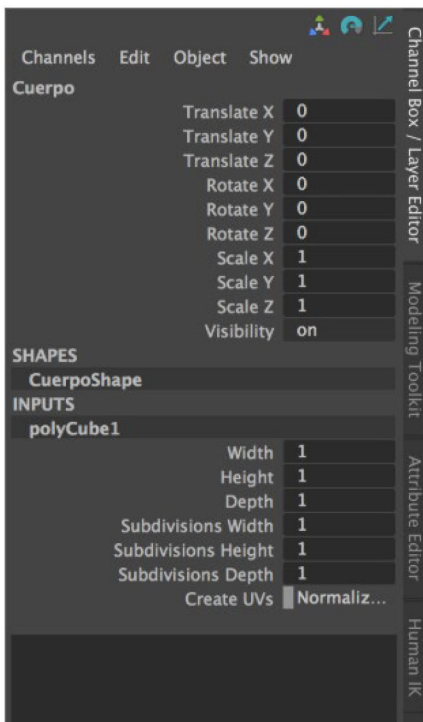 Channels Edit Object Show
Cuerpo
Translate X 0
Translate Y 0
Translate Z 0
Rotate X 0
Rotate Y 0
Rotate Z 0
Scale X 1
Scale Y 1
Scale Z 1
Visibility on
SHAPES
CuerpoShape
INPUTS
polyCube1
Width 1
Height 1
Depth 1
Subdivisions Width 1
Subdivisions Height 1
Subdivisions Depth 1
Create UVs Normaliz...
Channel Box / Layer Editor
Modeling Toolkit
Attribute Editor
Human IK